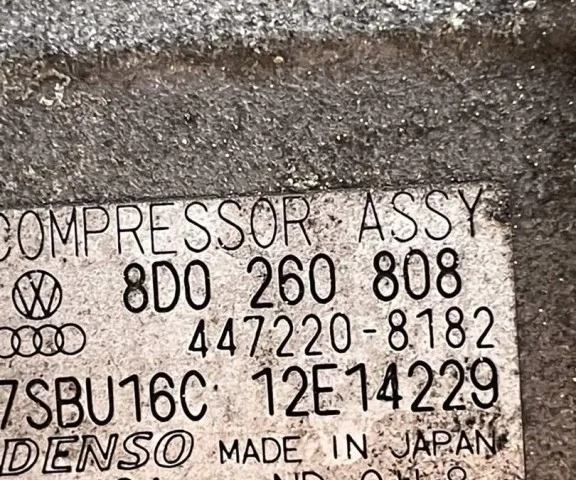 COMPRESSOR ASSY
8D0 260 808
447220-8182
7SBU16C 12E14229
DENSO MADE IN JAPAN